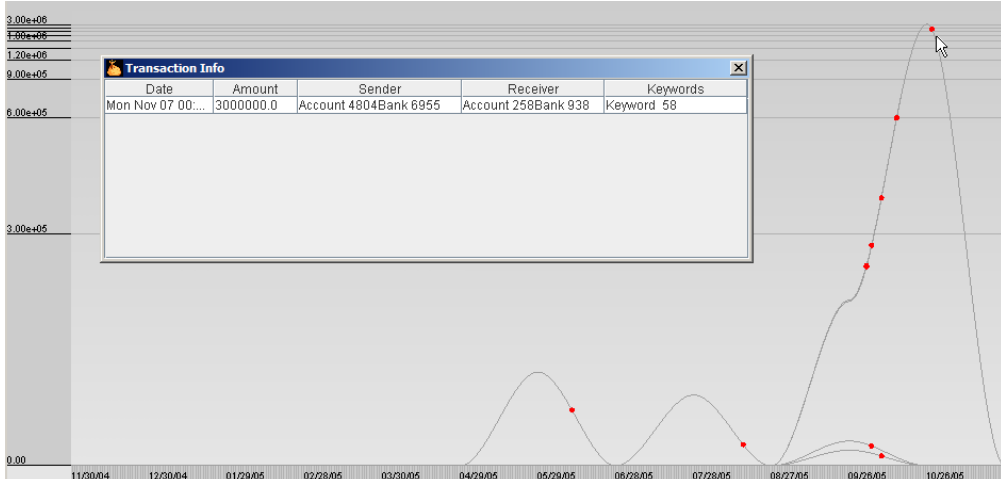 3.00e+06
1.20e+06
9.00e+05
6.00e+05
3.00e+05
0.00
Transaction Info
Date Amount Sender Receiver Keywords
Mon Nov 07 00:... 3000000.0 Account 4804Bank 6955 Account 258Bank 938 Keyword 58
11/30/04 12/30/04 01/29/05 02/28/05 03/30/05 04/29/05 05/29/05 06/28/05 07/28/05 08/27/05 09/26/05 10/26/05